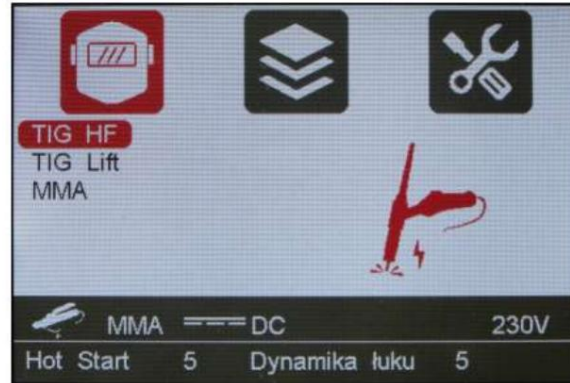 TIG HF
TIG Lift
MMA
MMA DC 230V
Hot Start 5 Dynamika łuku 5